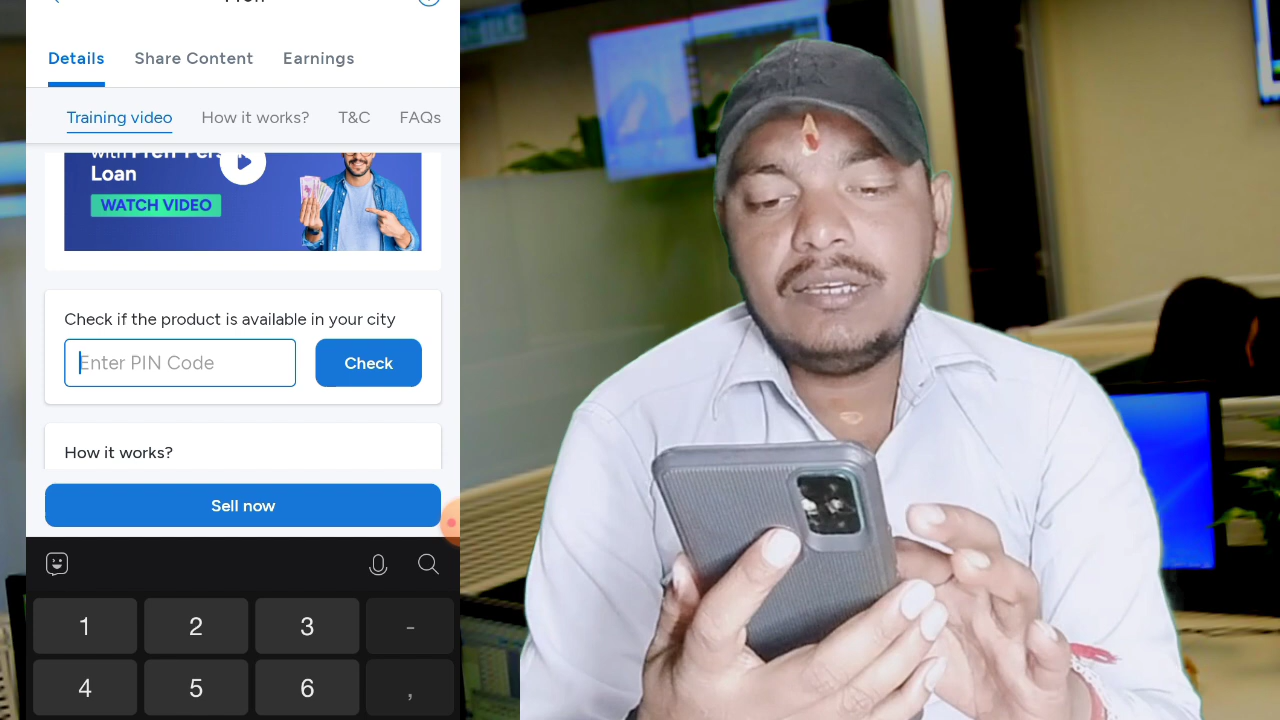 Details Share Content Earnings
Training video How it works? T&C FAQs
Loan
WATCH VIDEO
Check if the product is available in your city
Enter PIN Code Check
How it works?
Sell now
1 2 3 -
4 5 6 ,